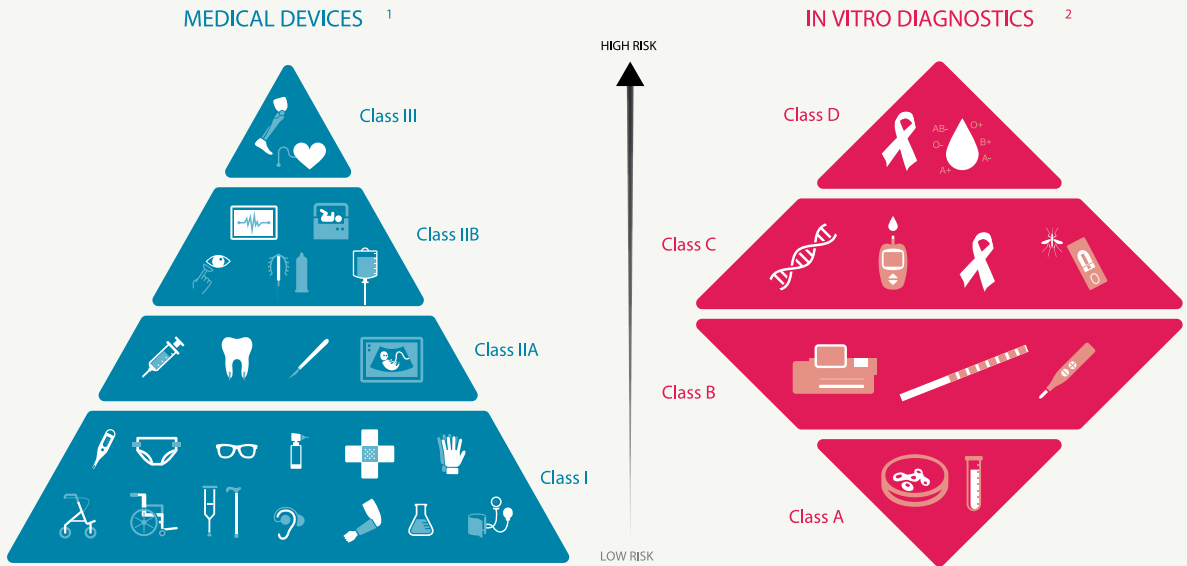 MEDICAL DEVICES 1
IN VITRO DIAGNOSTICS 2
HIGH RISK
Class III
Class D
AB-
O+
O-
B+
A-
A+
Class IIB
Class C
Class IIA
Class B
Class I
Class A
LOW RISK